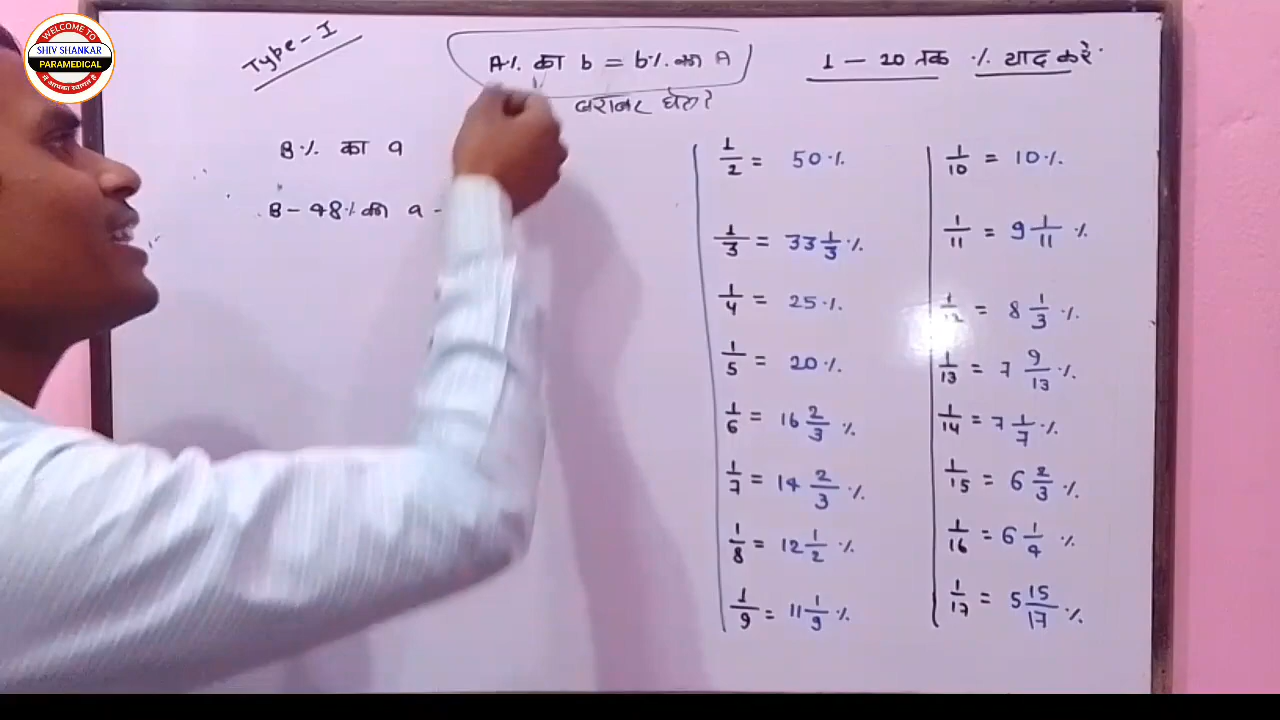 WELCOME TO
SHIV SHANKAR
PARAMEDICAL
में आपका स्वागत है
Type-I
A% का b = b% का A
बराबर होता?
1 - 20 तक % याद करें
8% का a
8 - 48% का a -
1/2 = 50%
1/3 = 33 1/3 %
1/4 = 25%
1/5 = 20%
1/6 = 16 2/3 %
1/7 = 14 2/3 %
1/8 = 12 1/2 %
1/9 = 11 1/9 %
1/10 = 10%
1/11 = 9 1/11 %
1/12 = 8 1/3 %
1/13 = 7 9/13 %
1/14 = 7 1/7 %
1/15 = 6 2/3 %
1/16 = 6 1/4 %
1/17 = 5 15/17 %